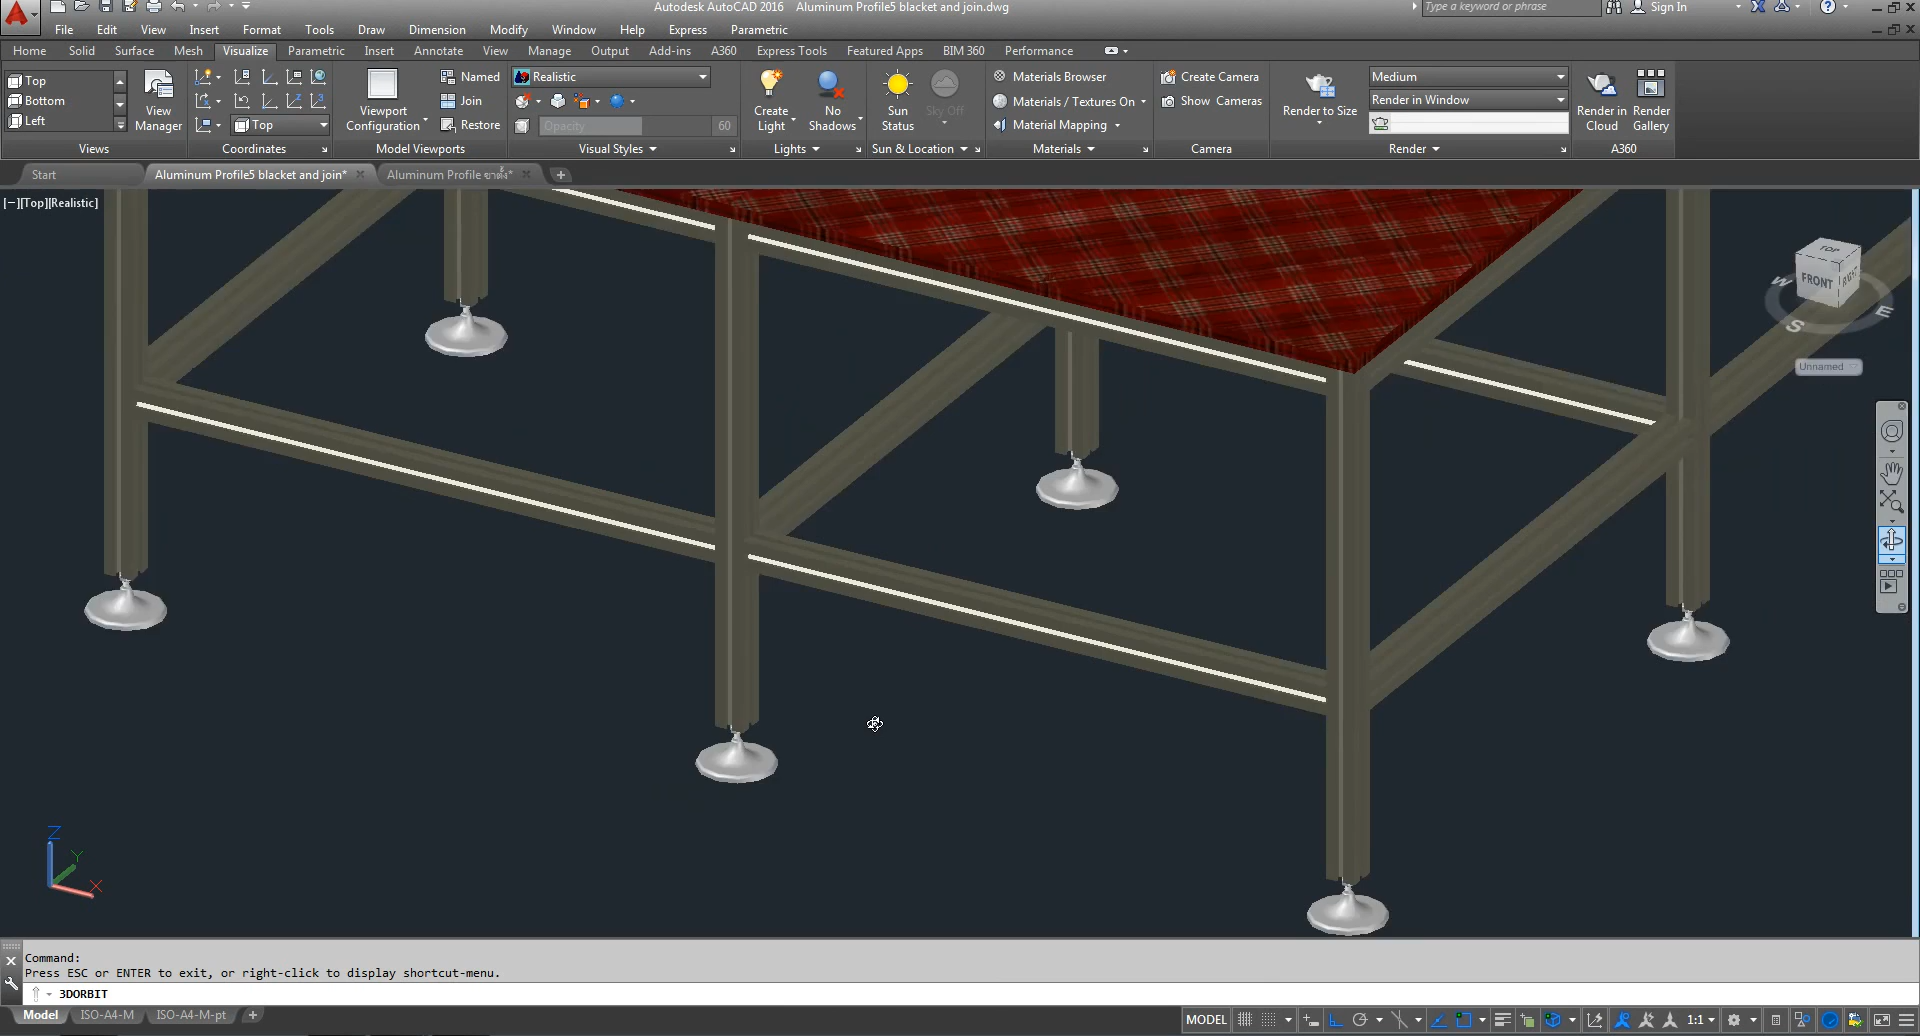 Autodesk AutoCAD 2016 Aluminum Profile5 blacket and join.dwg
Type a keyword or phrase
Sign In
File Edit View Insert Format Tools Draw Dimension Modify Window Help Express Parametric
Home Solid Surface Mesh Visualize Parametric Insert Annotate View Manage Output Add-ins A360 Express Tools Featured Apps BIM 360 Performance
Top
Bottom
Left
View
Manager
Views
Top
Coordinates
Viewport
Configuration
Named
Join
Restore
Model Viewports
Realistic
Opacity 60
Visual Styles
Create
Light
No
Shadows
Lights
Sun
Status
Sky Off
Sun & Location
Materials Browser
Materials / Textures On
Material Mapping
Materials
Create Camera
Show Cameras
Camera
Render to Size
Medium
Render in Window
Render
Render in
Cloud
Render
Gallery
A360
Start
Aluminum Profile5 blacket and join*
Aluminum Profile ขาตั้ง*
[−][Top][Realistic]
TOP
FRONT
RIGHT
W
S
E
Unnamed
Z
Y
X
Command:
Press ESC or ENTER to exit, or right-click to display shortcut-menu.
3DORBIT
Model ISO-A4-M ISO-A4-M-pt
MODEL
1:1